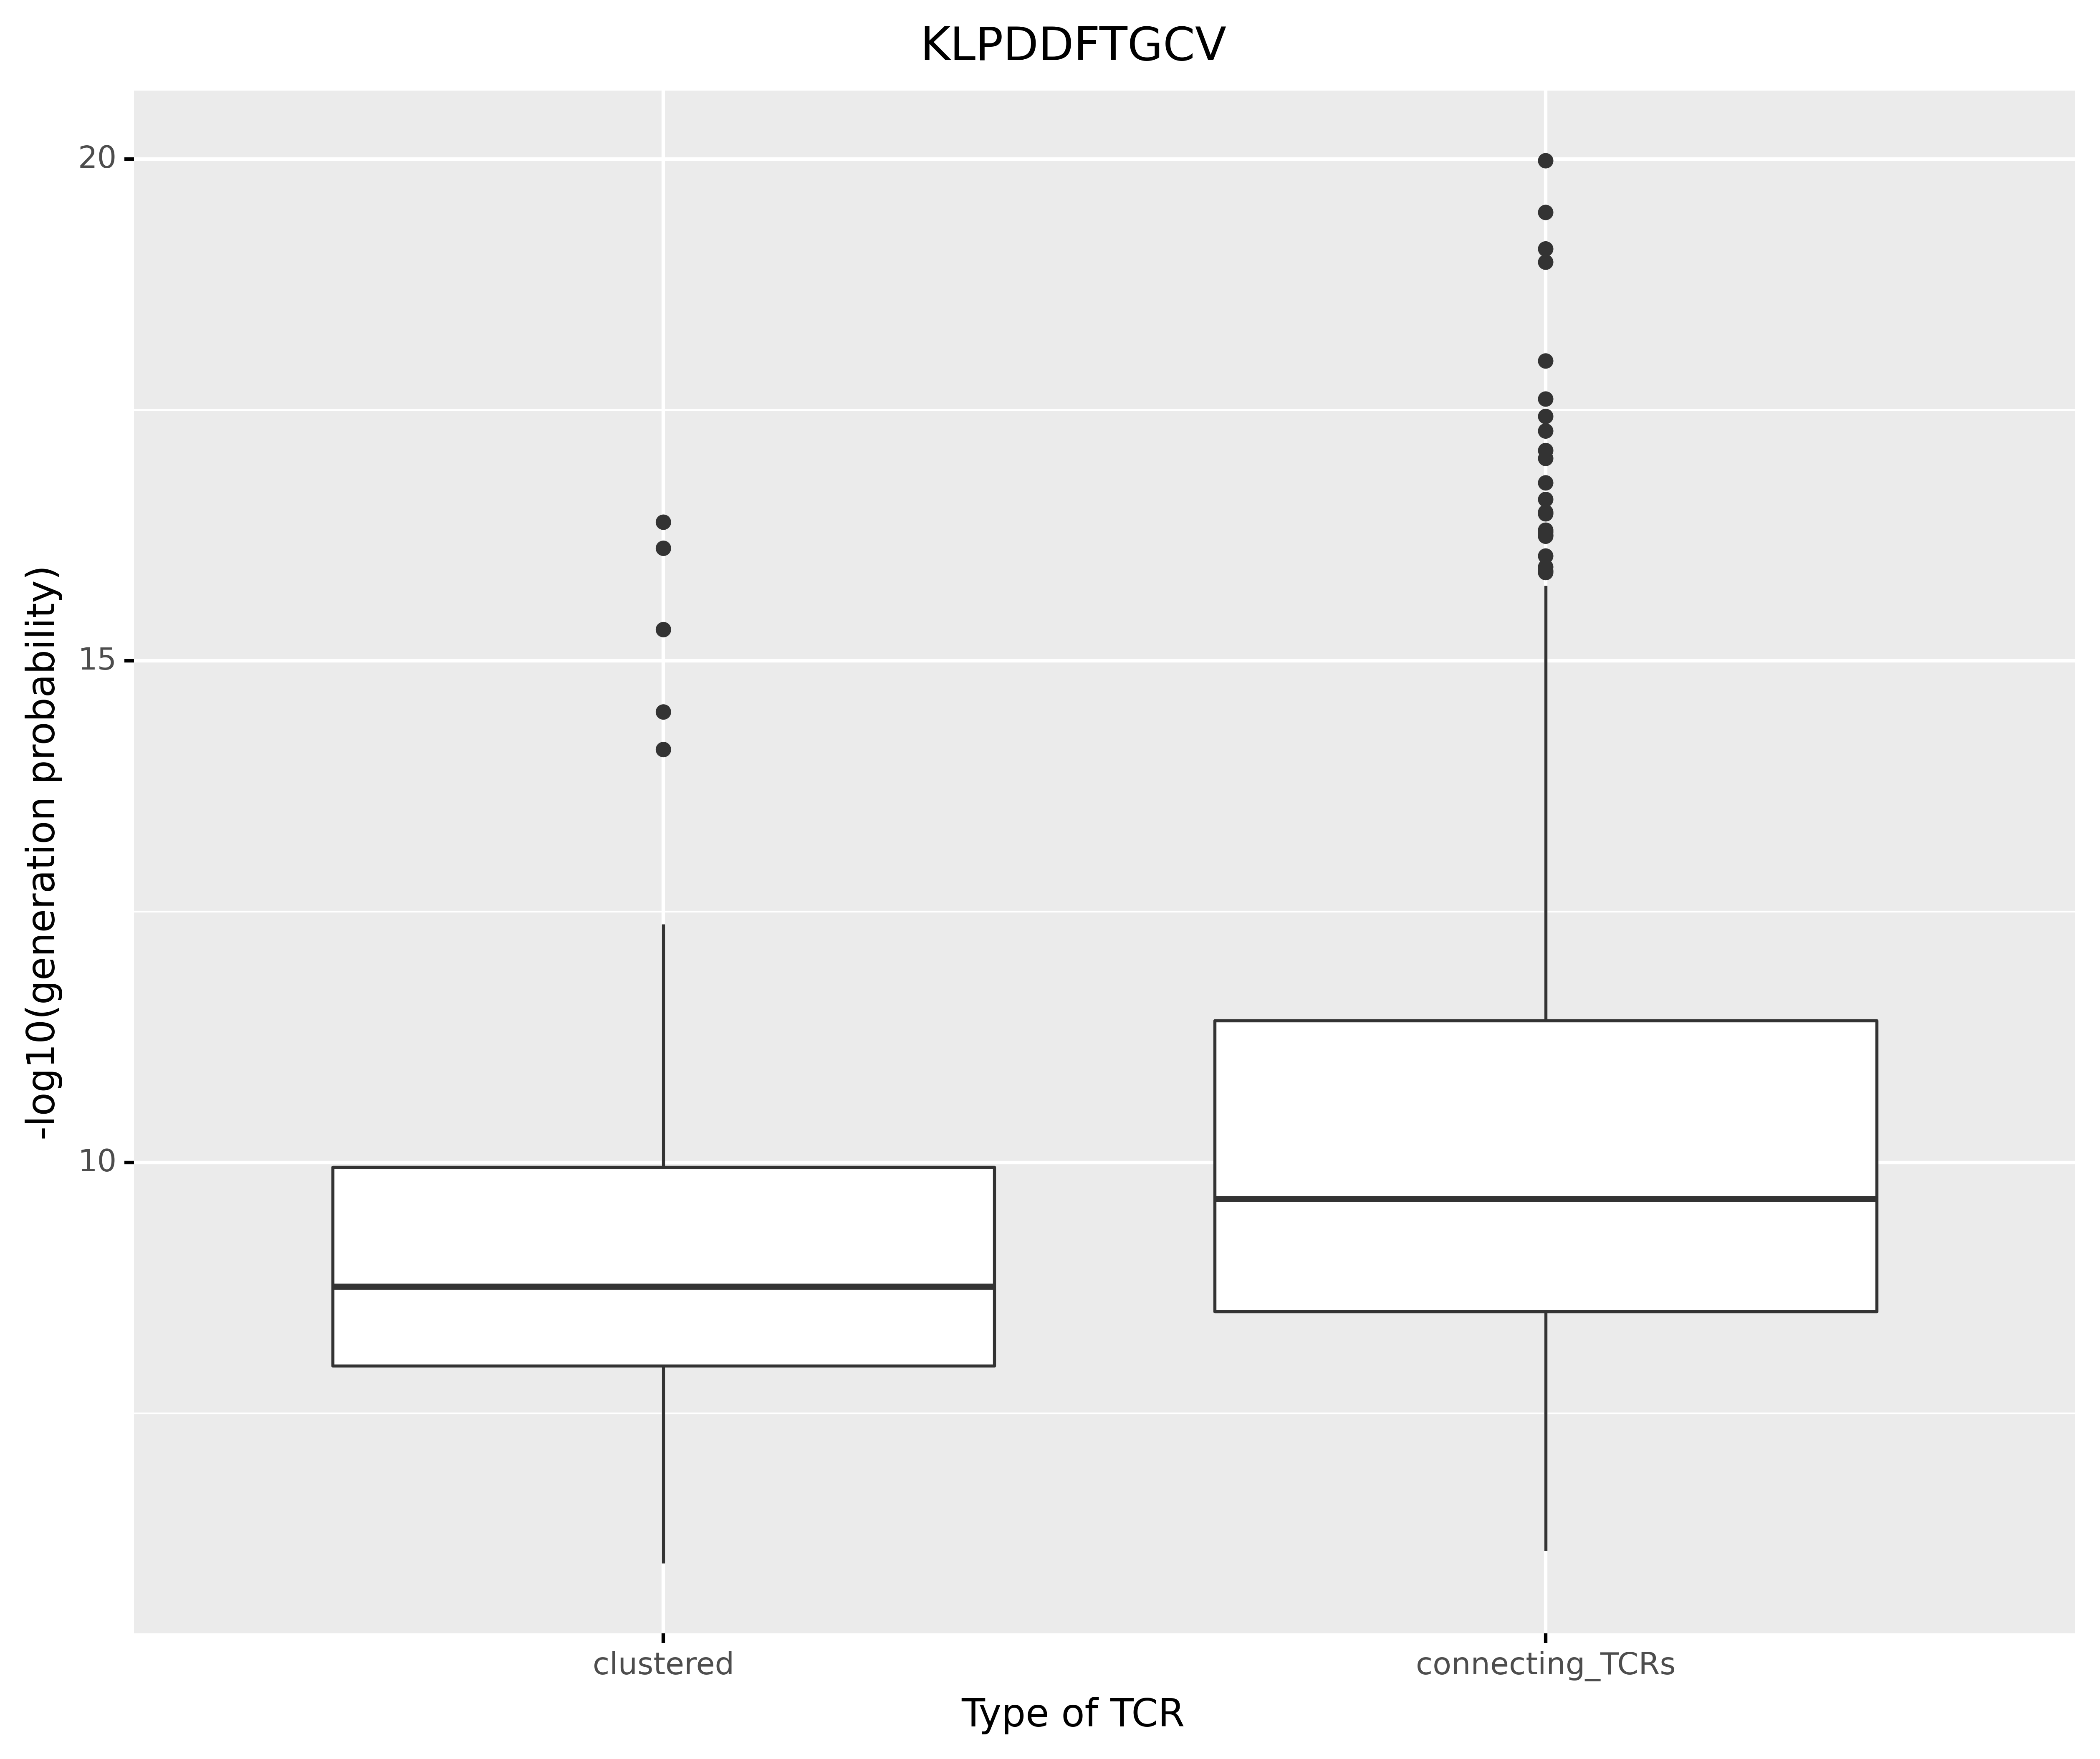 KLPDDFTGCV
20
15
10
-log10(generation probability)
clustered
connecting_TCRs
Type of TCR